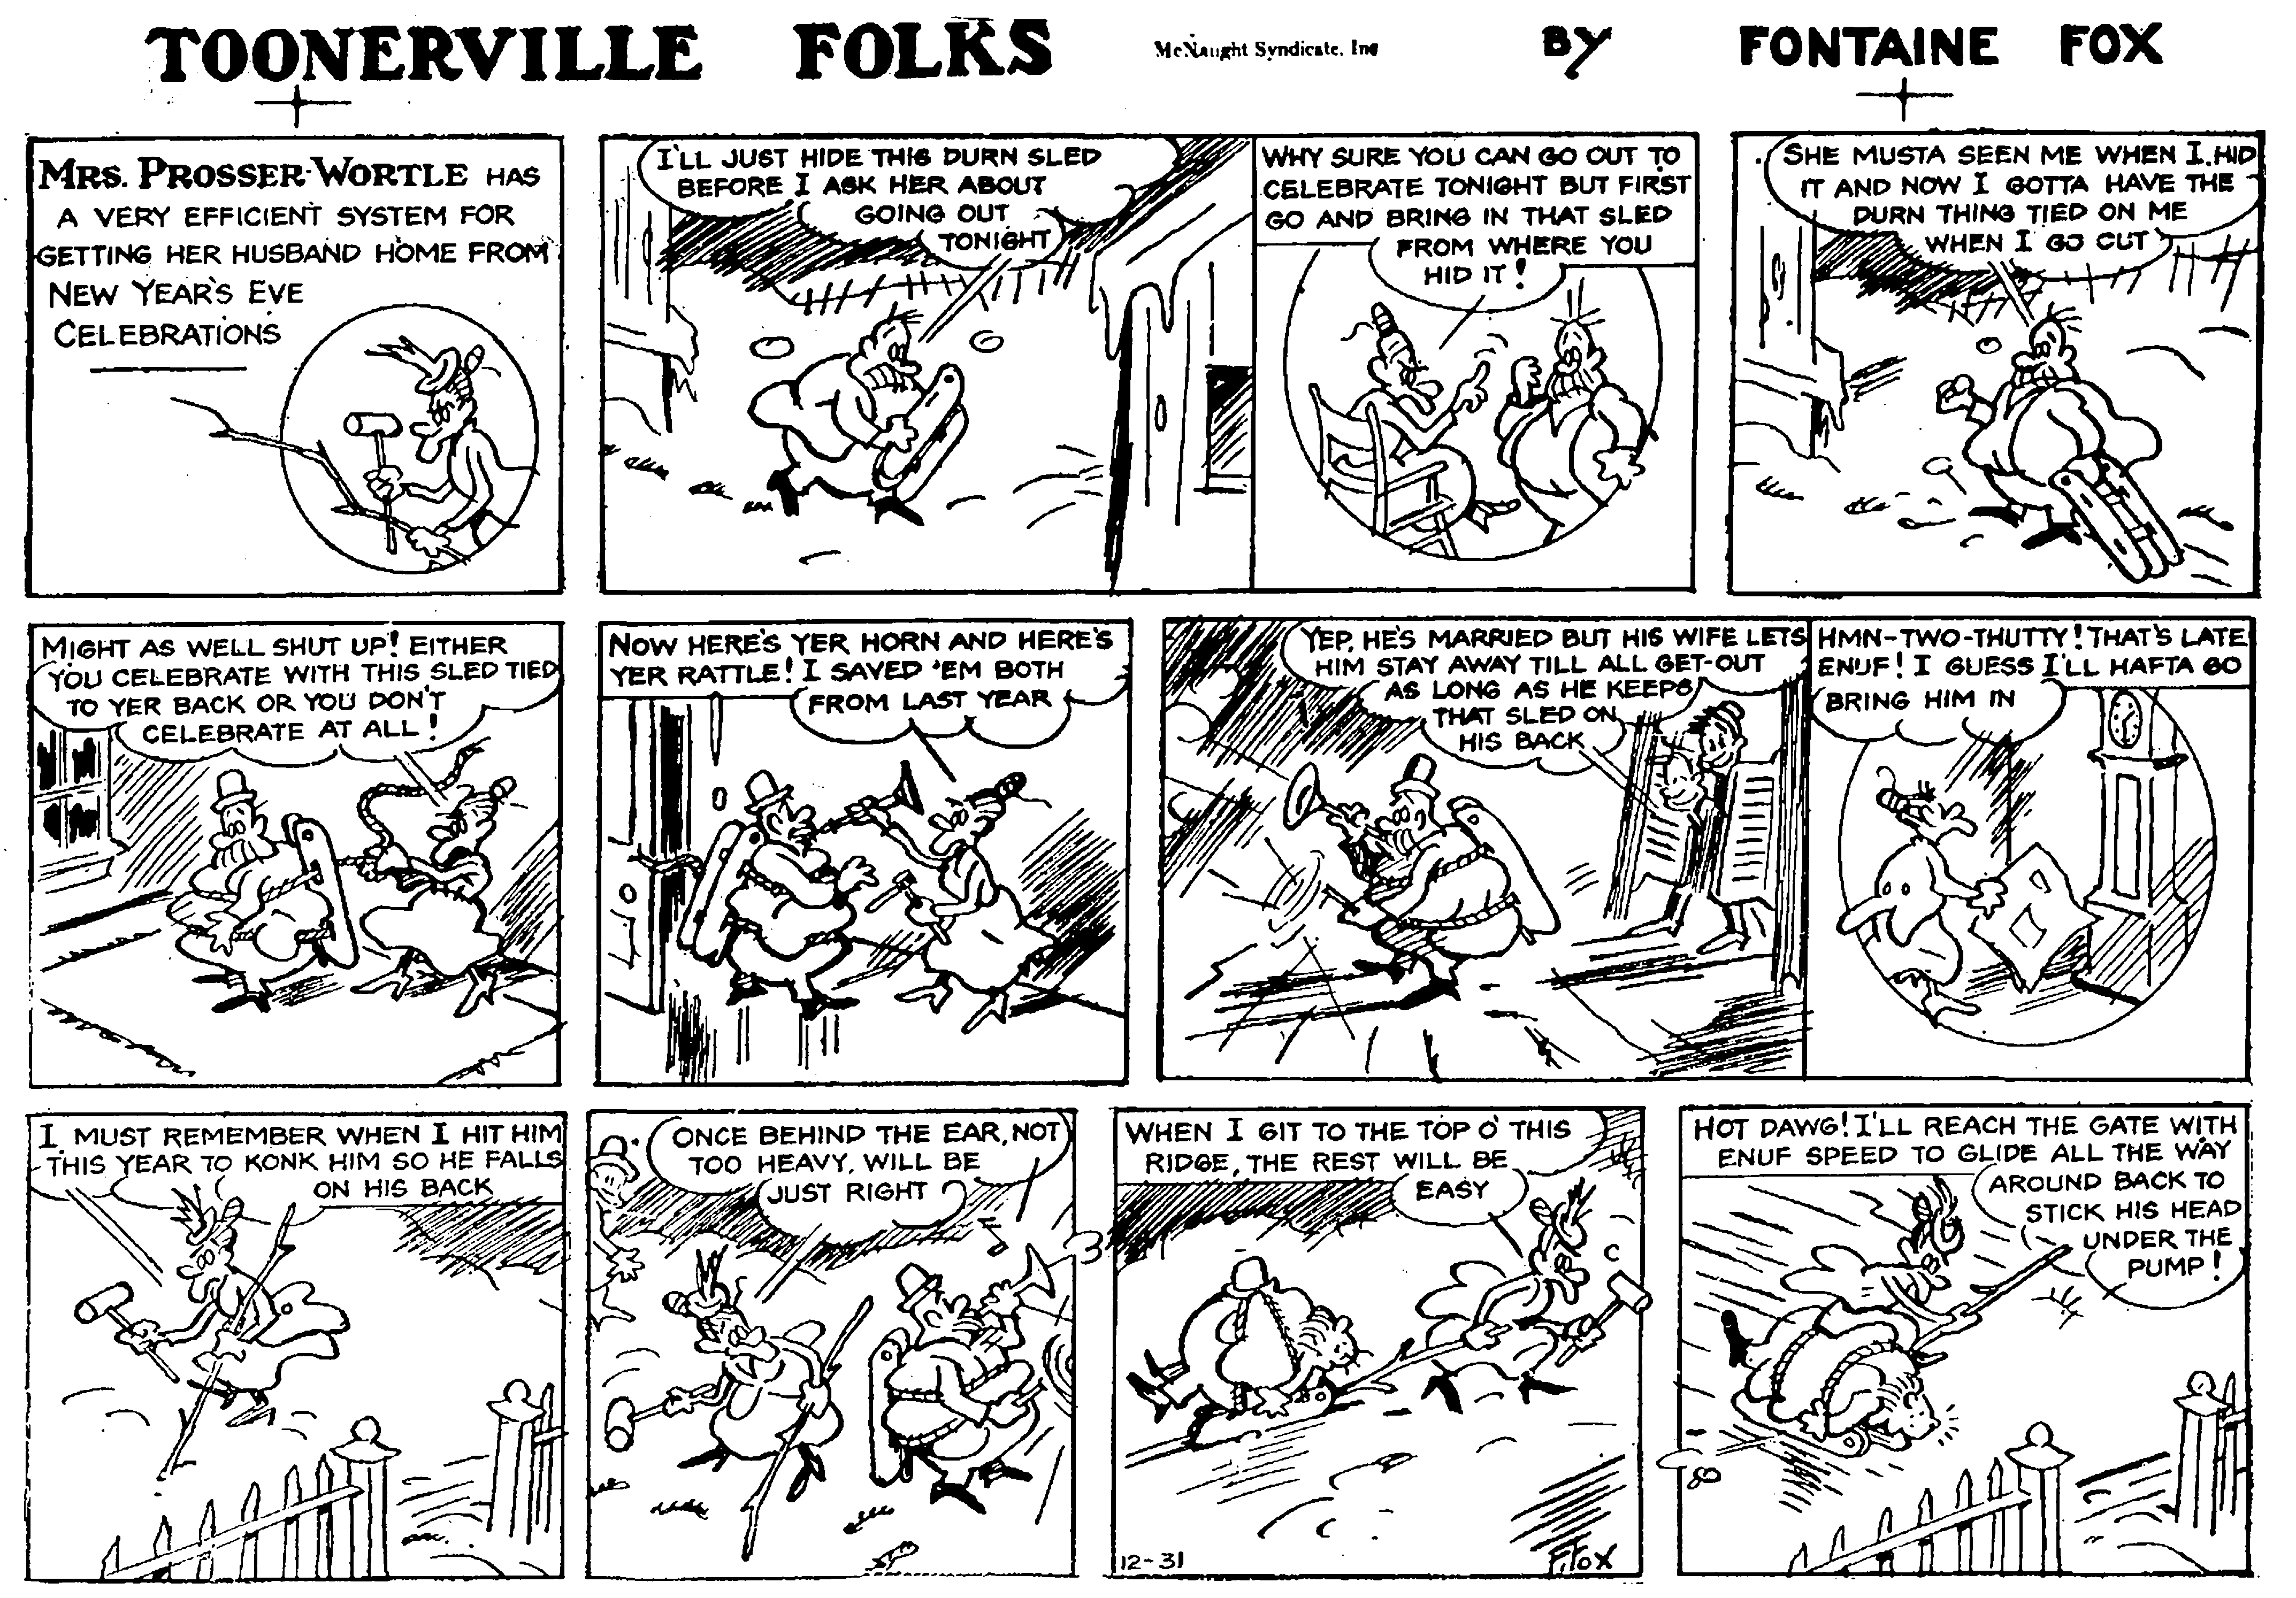 TOONERVILLE FOLKS
McNaught Syndicate, Inc
BY FONTAINE FOX
MRS. PROSSER-WORTLE HAS
A VERY EFFICIENT SYSTEM FOR
GETTING HER HUSBAND HOME FROM
NEW YEAR'S EVE
CELEBRATIONS
I'LL JUST HIDE THIS DURN SLED
BEFORE I ASK HER ABOUT
GOING OUT
TONIGHT
WHY SURE YOU CAN GO OUT TO
CELEBRATE TONIGHT BUT FIRST
GO AND BRING IN THAT SLED
FROM WHERE YOU
HID IT!
SHE MUSTA SEEN ME WHEN I HID
IT AND NOW I GOTTA HAVE THE
DURN THING TIED ON ME
WHEN I GO OUT
MIGHT AS WELL SHUT UP! EITHER
YOU CELEBRATE WITH THIS SLED TIED
TO YER BACK OR YOU DON'T
CELEBRATE AT ALL!
NOW HERE'S YER HORN AND HERE'S
YER RATTLE! I SAVED 'EM BOTH
FROM LAST YEAR
YEP, HE'S MARRIED BUT HIS WIFE LETS
HIM STAY AWAY TILL ALL GET-OUT
AS LONG AS HE KEEPS
THAT SLED ON
HIS BACK
HMN-TWO-THUTTY! THAT'S LATE
ENUF! I GUESS I'LL HAFTA GO
BRING HIM IN
I MUST REMEMBER WHEN I HIT HIM
THIS YEAR TO KONK HIM SO HE FALLS
ON HIS BACK
ONCE BEHIND THE EAR, NOT
TOO HEAVY, WILL BE
JUST RIGHT
WHEN I GIT TO THE TOP O' THIS
RIDGE, THE REST WILL BE
EASY
12-31
F. FOX
HOT DAWG! I'LL REACH THE GATE WITH
ENUF SPEED TO GLIDE ALL THE WAY
AROUND BACK TO
STICK HIS HEAD
UNDER THE
PUMP!